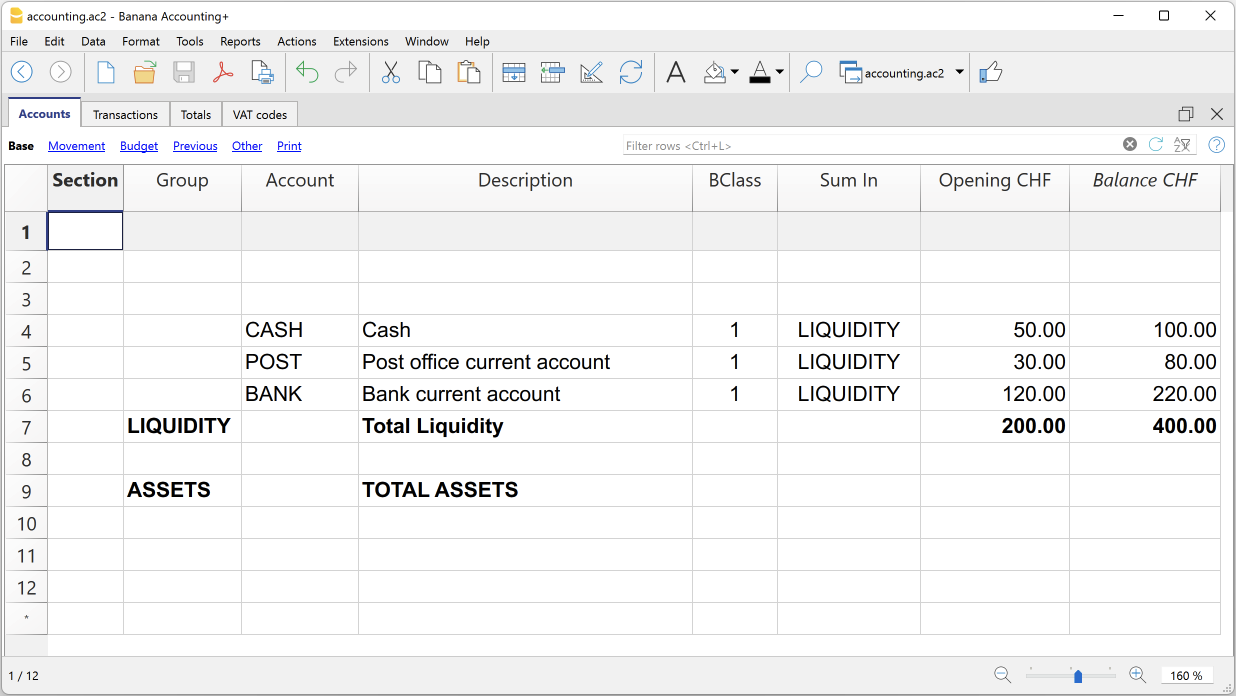 accounting.ac2 - Banana Accounting+
File Edit Data Format Tools Reports Actions Extensions Window Help
accounting.ac2
Accounts Transactions Totals VAT codes
Base Movement Budget Previous Other Print Filter rows <Ctrl+L>
Section Group Account Description BClass Sum In Opening CHF Balance CHF
1
2
3
4 CASH Cash 1 LIQUIDITY 50.00 100.00
5 POST Post office current account 1 LIQUIDITY 30.00 80.00
6 BANK Bank current account 1 LIQUIDITY 120.00 220.00
7 LIQUIDITY Total Liquidity 200.00 400.00
8
9 ASSETS TOTAL ASSETS
10
11
12
*
1 / 12 160 %